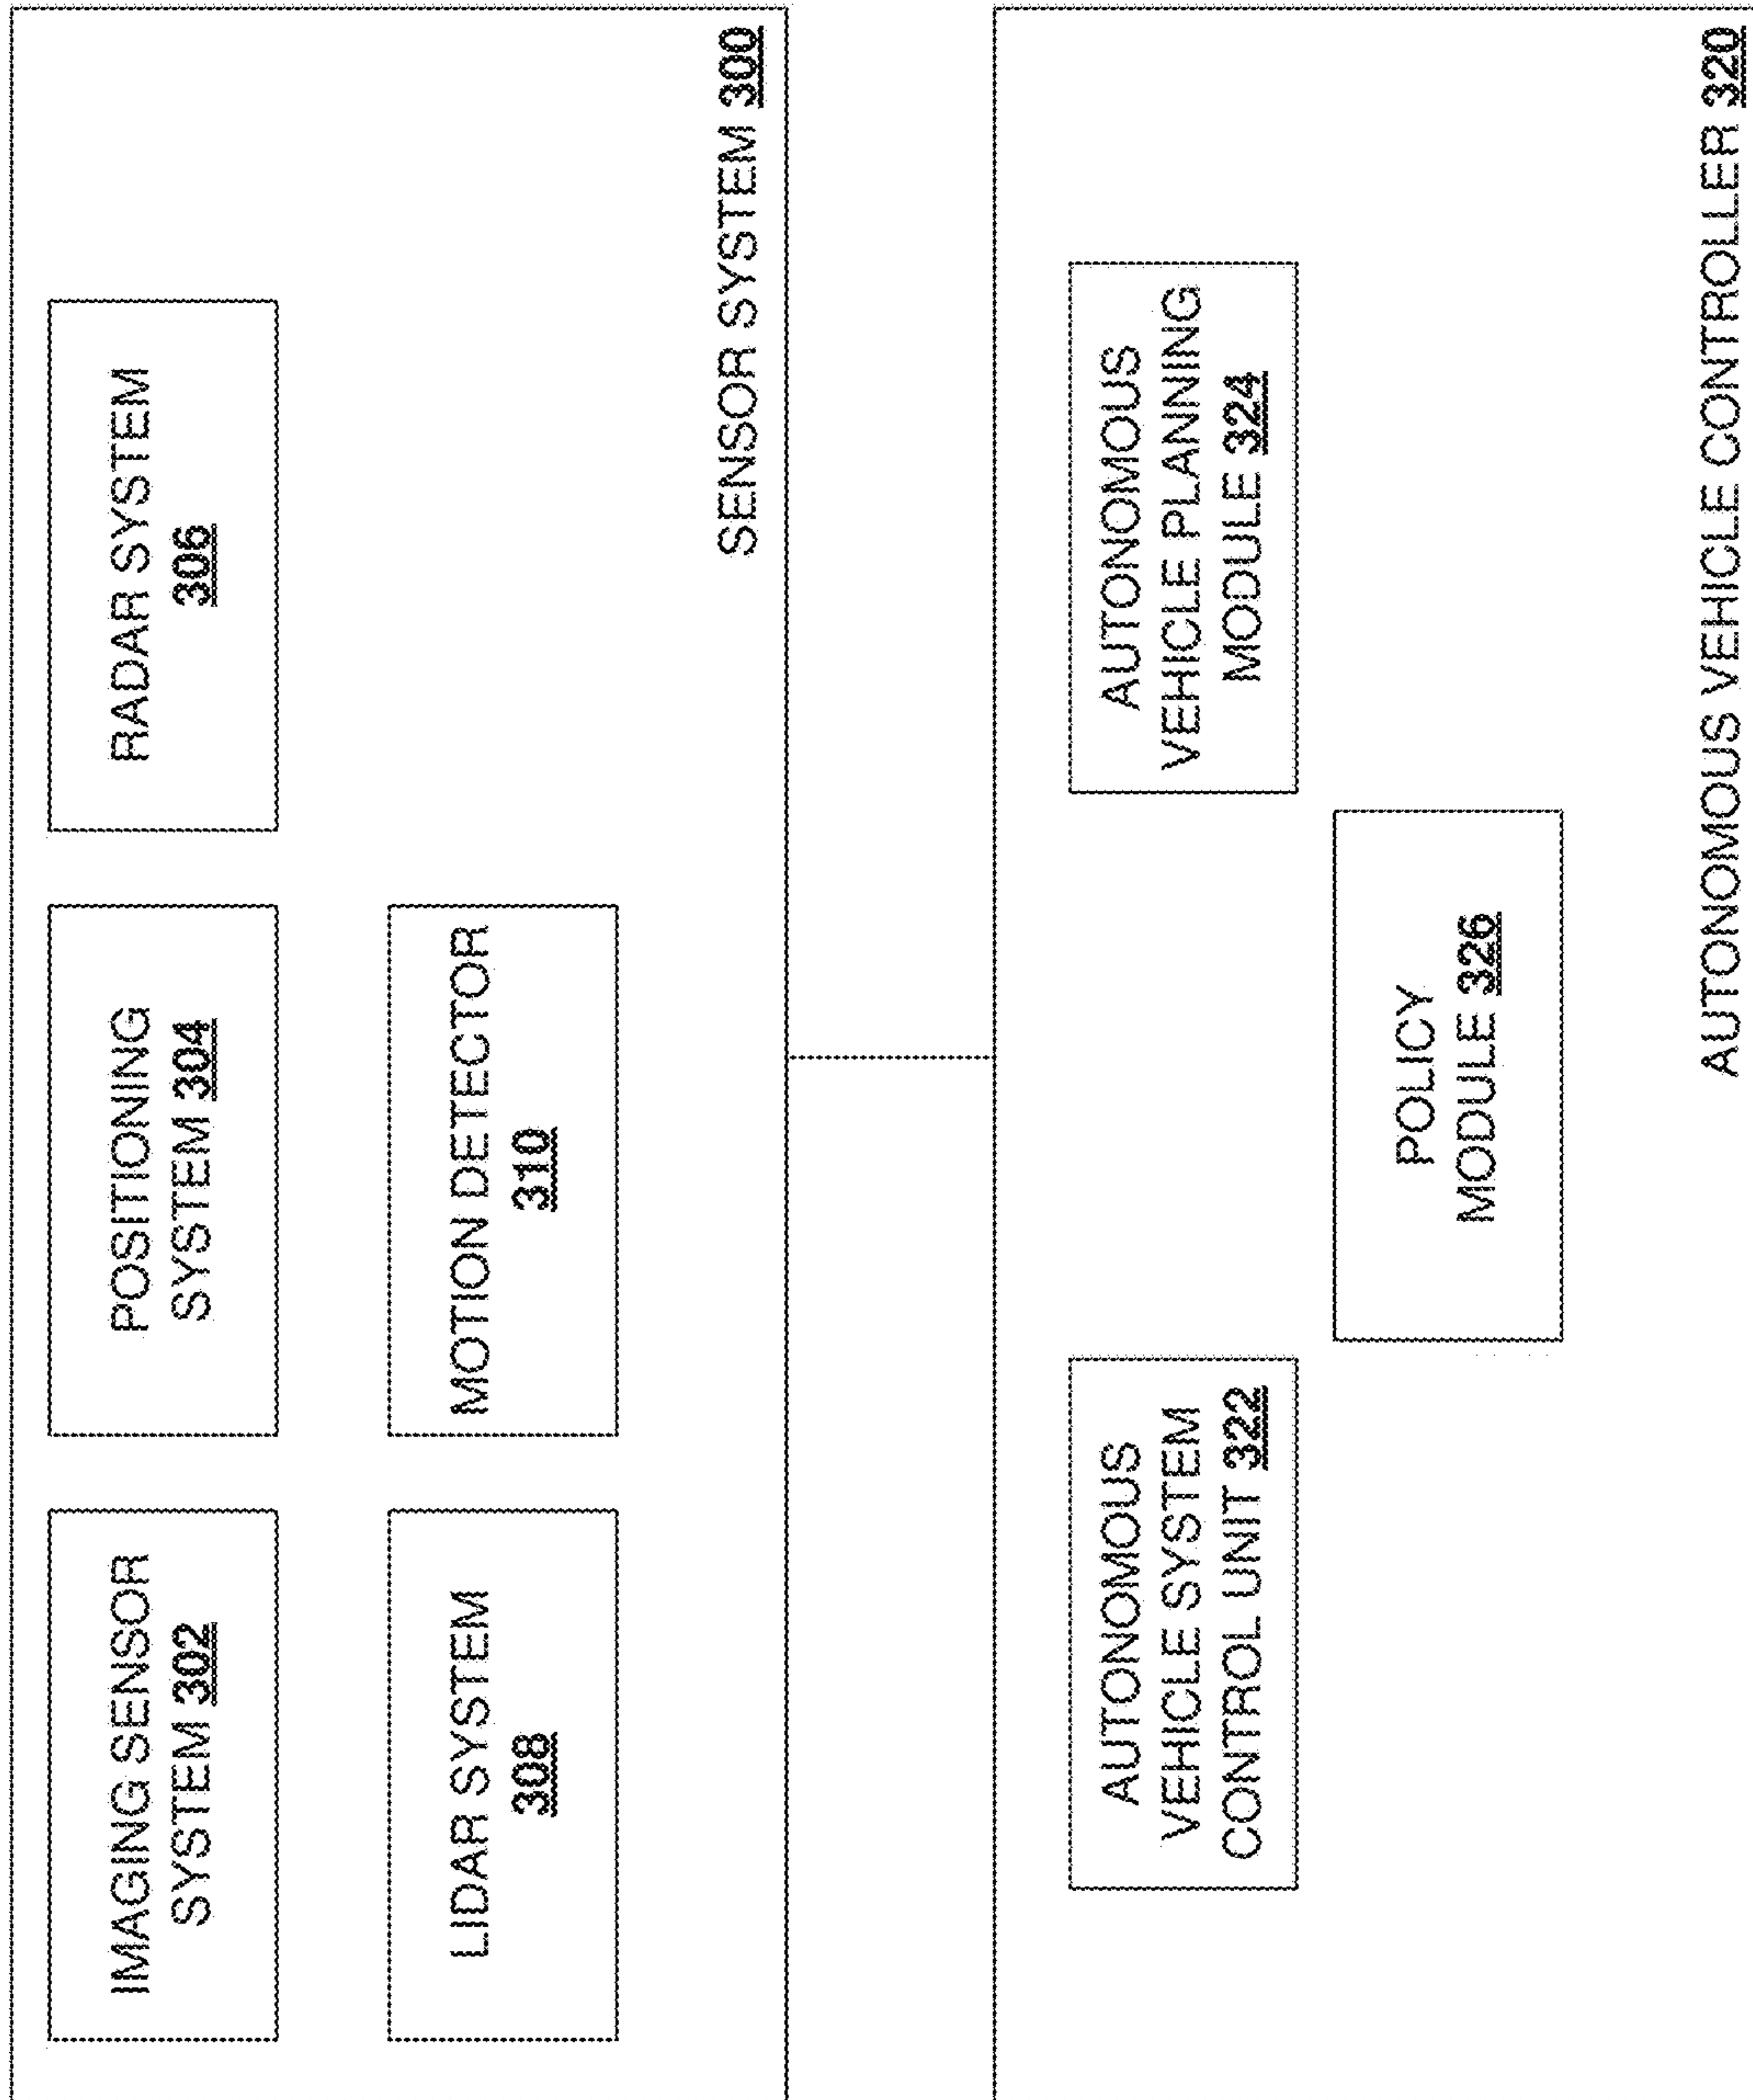 IMAGING SENSOR
SYSTEM 302
POSITIONING
SYSTEM 304
RADAR SYSTEM
306
LIDAR SYSTEM
308
MOTION DETECTOR
310
SENSOR SYSTEM 300
AUTONOMOUS
VEHICLE SYSTEM
CONTROL UNIT 322
AUTONOMOUS
VEHICLE PLANNING
MODULE 324
POLICY
MODULE 326
AUTONOMOUS VEHICLE CONTROLLER 320